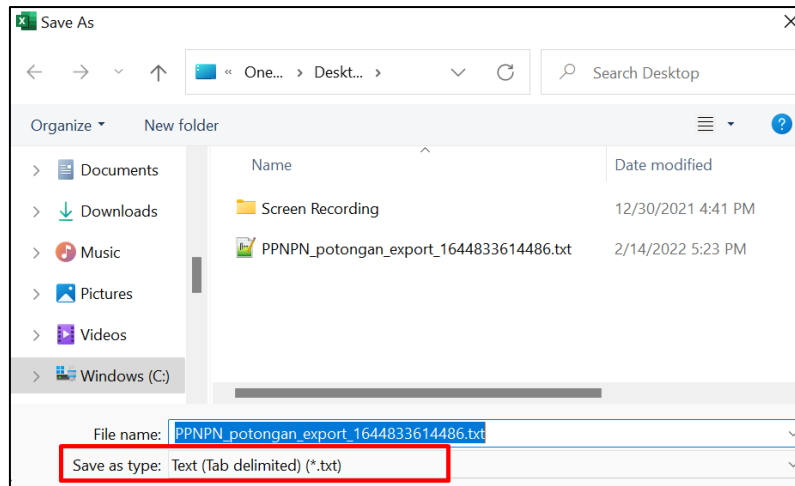 Save As
« One... > Deskt... >
Search Desktop
Organize
New folder
Name
Date modified
Documents
Downloads
Music
Pictures
Videos
Windows (C:)
Screen Recording
12/30/2021 4:41 PM
PPNPN_potongan_export_1644833614486.txt
2/14/2022 5:23 PM
File name: PPNPN_potongan_export_1644833614486.txt
Save as type: Text (Tab delimited) (*.txt)